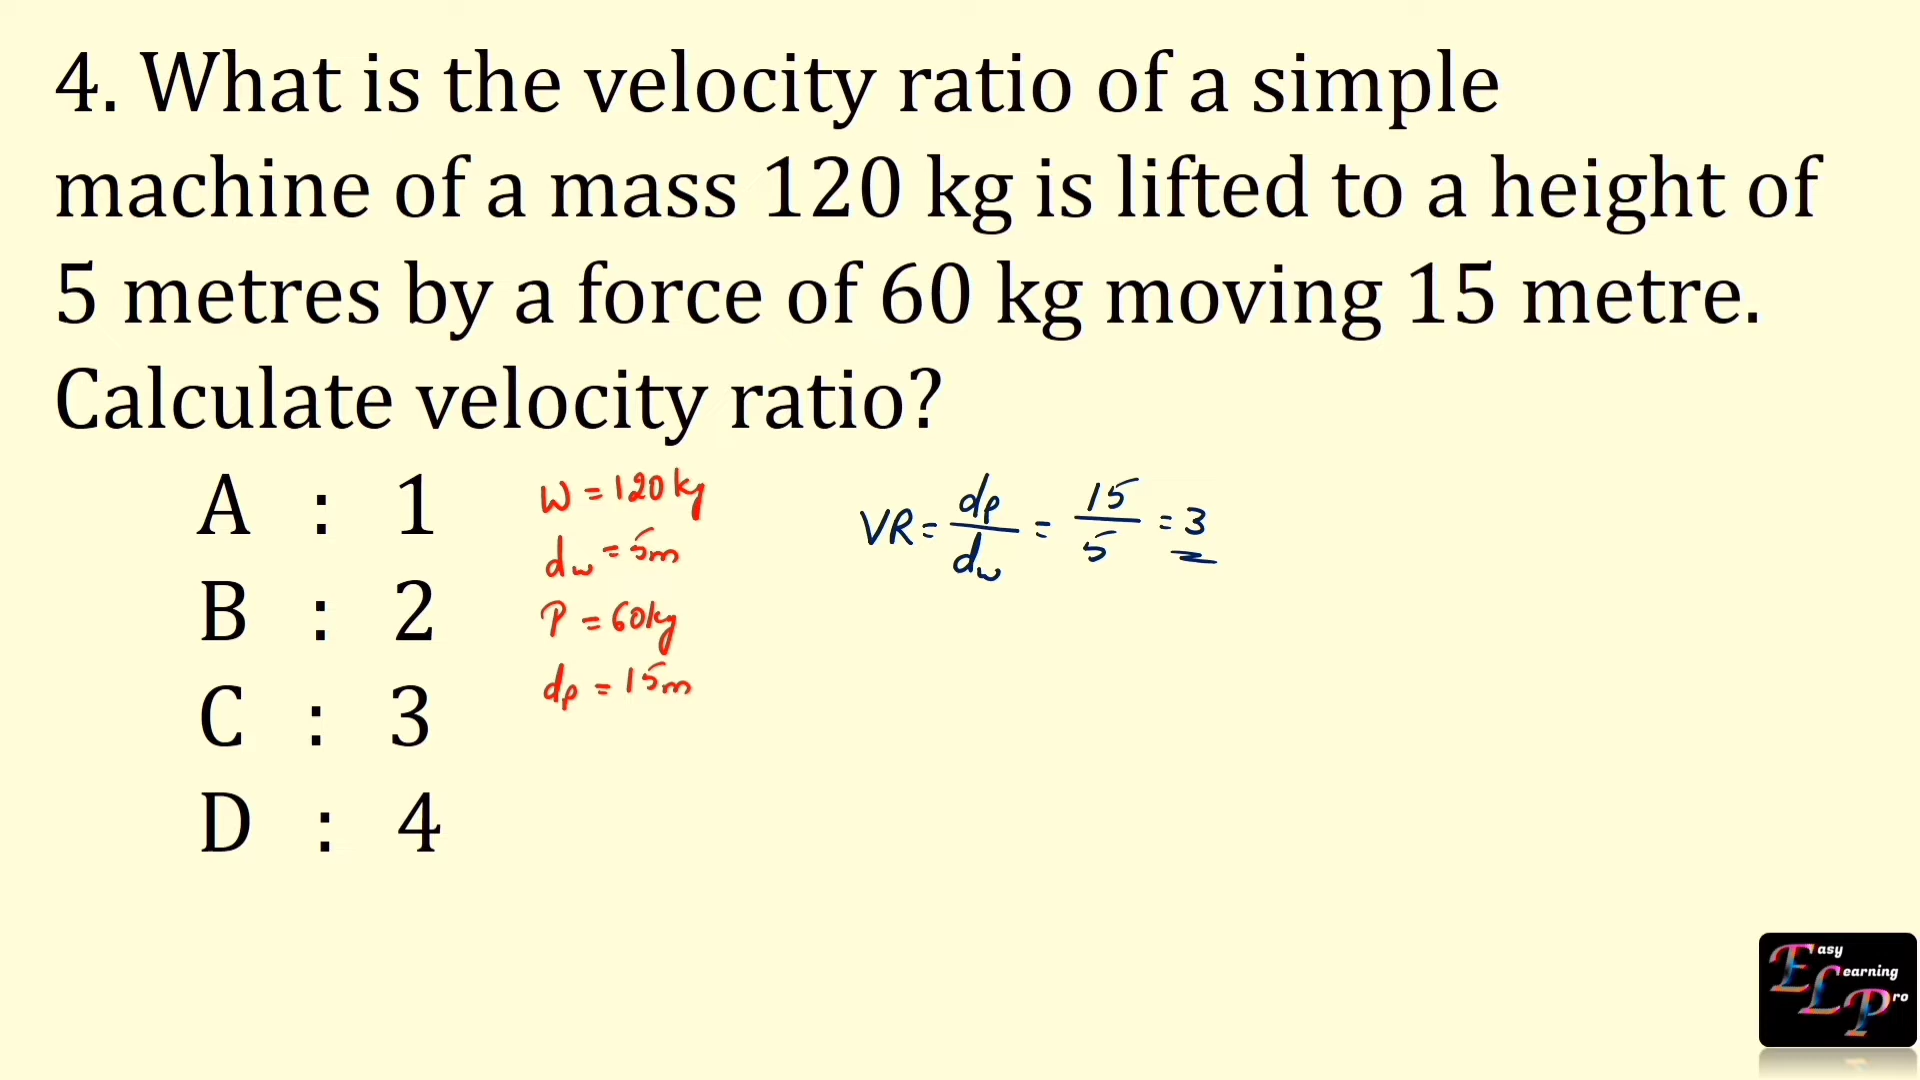 4. What is the velocity ratio of a simple
machine of a mass 120 kg is lifted to a height of
5 metres by a force of 60 kg moving 15 metre.
Calculate velocity ratio?
A : 1
B : 2
C : 3
D : 4
W = 120 kg
dw = 5m
P = 60kg
dp = 15m
VR = dp/dw = 15/5 = 3
Easy
Learning
Pro